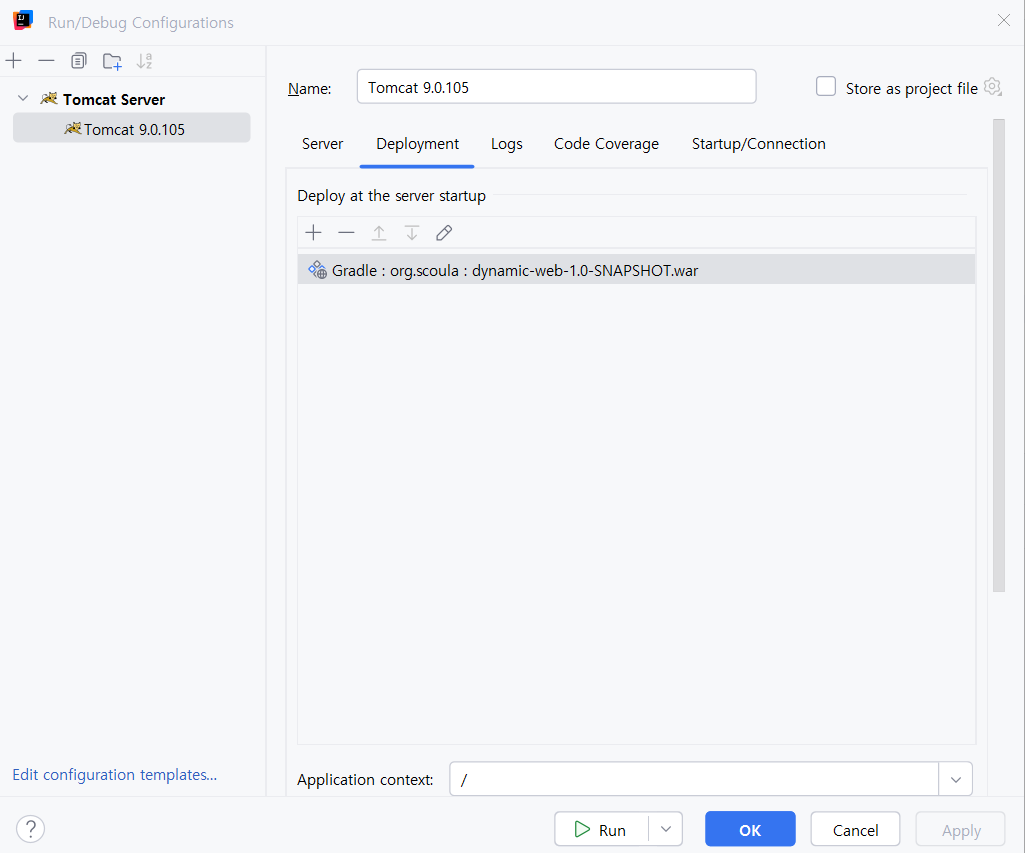 Run/Debug Configurations
Tomcat Server
Tomcat 9.0.105
Name:
Tomcat 9.0.105
Store as project file
Server
Deployment
Logs
Code Coverage
Startup/Connection
Deploy at the server startup
Gradle : org.scoula : dynamic-web-1.0-SNAPSHOT.war
Edit configuration templates...
Application context:
/
?
Run
OK
Cancel
Apply